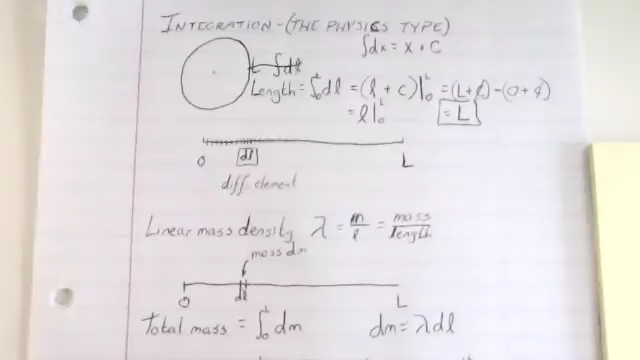 INTEGRATION - (THE PHYSICS TYPE)
∫dx = x + C
L ∫dl
Length = ∫₀ᴸ dl = (l + c)|₀ᴸ = (L+¢) - (0+¢)
= l|₀ᴸ = L
dl
0 L
diff element
Linear mass density λ = m/l = mass/length
mass dm
dl
0 L
Total mass = ∫₀ᴸ dm dm = λdl